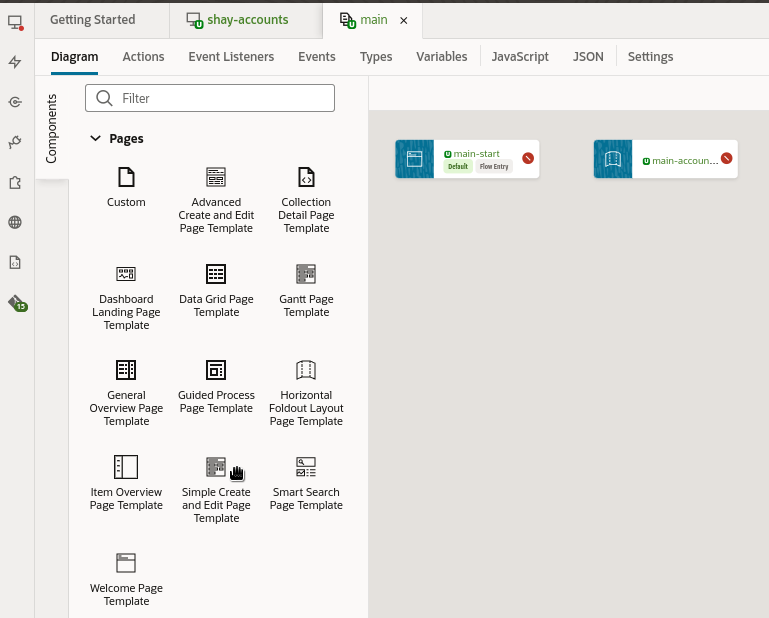 Getting Started
shay-accounts
main
Diagram
Actions
Event Listeners
Events
Types
Variables
JavaScript
JSON
Settings
Components
Filter
Pages
Custom
Advanced
Create and Edit
Page Template
Collection
Detail Page
Template
Dashboard
Landing Page
Template
Data Grid Page
Template
Gantt Page
Template
General
Overview Page
Template
Guided Process
Page Template
Horizontal
Foldout Layout
Page Template
Item Overview
Page Template
Simple Create
and Edit Page
Template
Smart Search
Page Template
Welcome Page
Template
U main-start
Default
Flow Entry
U main-accoun...
15